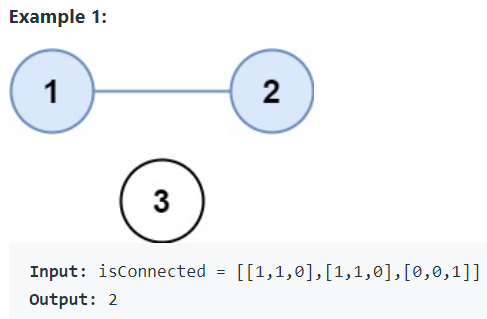 Example 1:
1
2
3
Input: isConnected = [[1,1,0],[1,1,0],[0,0,1]]
Output: 2